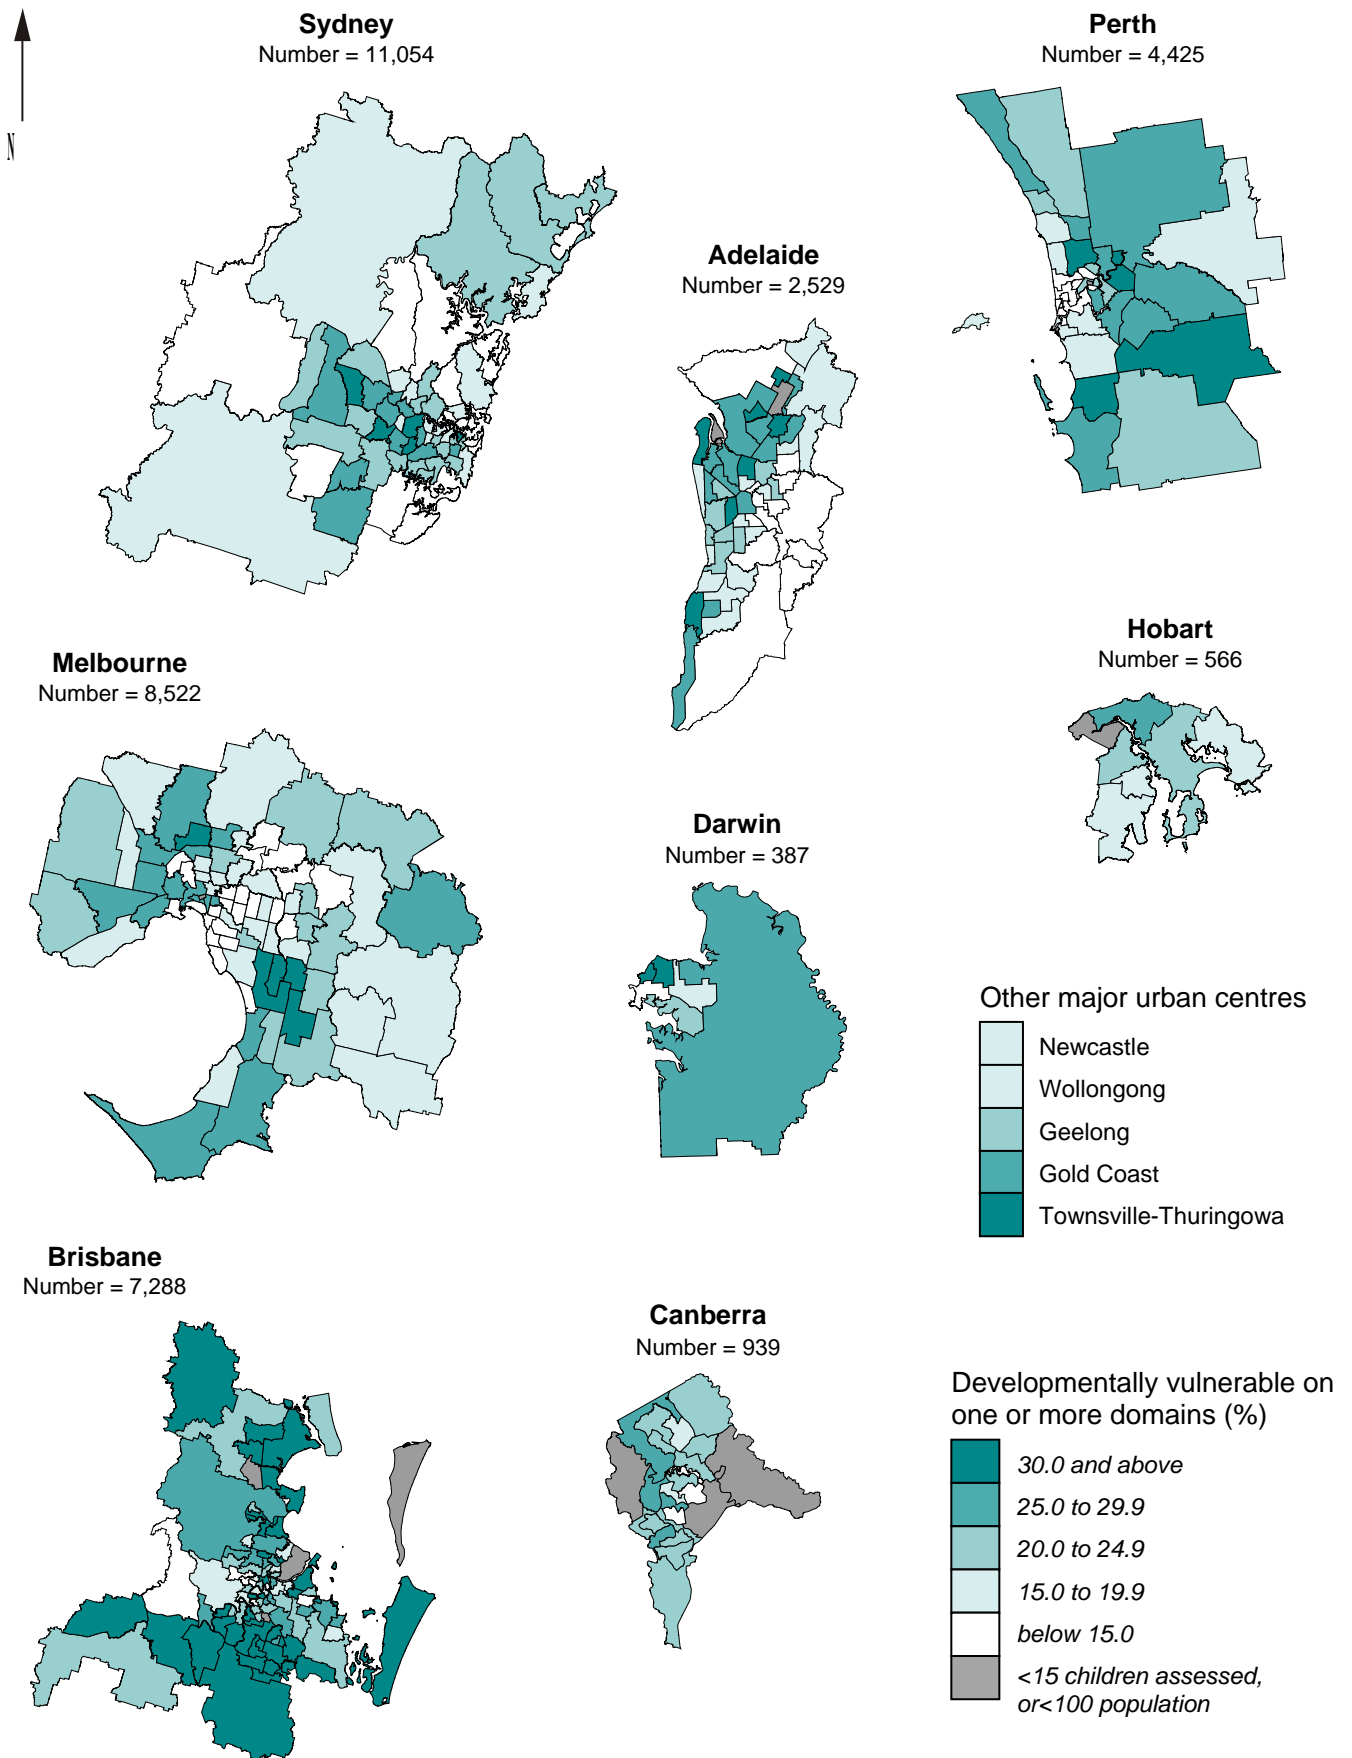 Sydney
Number = 11,054
Perth
Number = 4,425
N
Adelaide
Number = 2,529
Hobart
Number = 566
Melbourne
Number = 8,522
Darwin
Number = 387
Other major urban centres
Newcastle
Wollongong
Geelong
Gold Coast
Townsville-Thuringowa
Brisbane
Number = 7,288
Canberra
Number = 939
Developmentally vulnerable on
one or more domains (%)
30.0 and above
25.0 to 29.9
20.0 to 24.9
15.0 to 19.9
below 15.0
<15 children assessed,
or<100 population